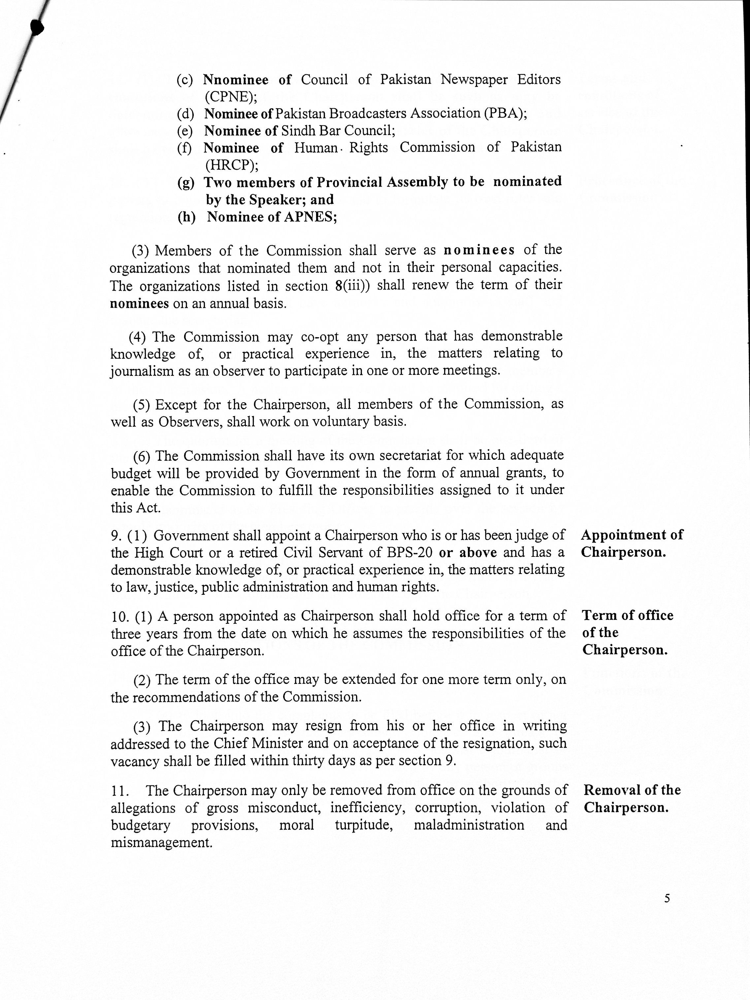 (c) Nnominee of Council of Pakistan Newspaper Editors
(CPNE);
(d) Nominee of Pakistan Broadcasters Association (PBA);
(e) Nominee of Sindh Bar Council;
(f) Nominee of Human Rights Commission of Pakistan
(HRCP);
(g) Two members of Provincial Assembly to be nominated
by the Speaker; and
(h) Nominee of APNES;
(3) Members of the Commission shall serve as nominees of the
organizations that nominated them and not in their personal capacities.
The organizations listed in section 8(iii)) shall renew the term of their
nominees on an annual basis.
(4) The Commission may co-opt any person that has demonstrable
knowledge of, or practical experience in, the matters relating to
journalism as an observer to participate in one or more meetings.
(5) Except for the Chairperson, all members of the Commission, as
well as Observers, shall work on voluntary basis.
(6) The Commission shall have its own secretariat for which adequate
budget will be provided by Government in the form of annual grants, to
enable the Commission to fulfill the responsibilities assigned to it under
this Act.
9. (1) Government shall appoint a Chairperson who is or has been judge of
the High Court or a retired Civil Servant of BPS-20 or above and has a
demonstrable knowledge of, or practical experience in, the matters relating
to law, justice, public administration and human rights.
Appointment of
Chairperson.
10. (1) A person appointed as Chairperson shall hold office for a term of
three years from the date on which he assumes the responsibilities of the
office of the Chairperson.
Term of office
of the
Chairperson.
(2) The term of the office may be extended for one more term only, on
the recommendations of the Commission.
(3) The Chairperson may resign from his or her office in writing
addressed to the Chief Minister and on acceptance of the resignation, such
vacancy shall be filled within thirty days as per section 9.
11. The Chairperson may only be removed from office on the grounds of
allegations of gross misconduct, inefficiency, corruption, violation of
budgetary provisions, moral turpitude, maladministration and
mismanagement.
Removal of the
Chairperson.
5